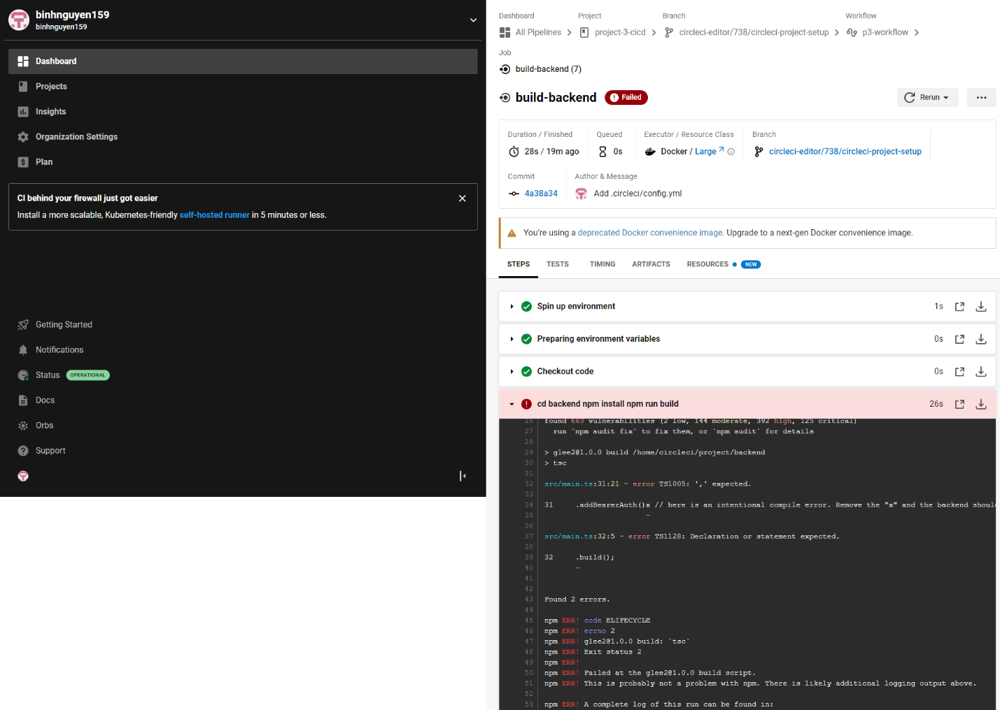 binhnguyen159
binhnguyen159
Dashboard
Projects
Insights
Organization Settings
Plan
CI behind your firewall just got easier
Install a more scalable, Kubernetes-friendly self-hosted runner in 5 minutes or less.
Getting Started
Notifications
Status OPERATIONAL
Docs
Orbs
Support
Dashboard Project Branch Workflow
All Pipelines project-3-cicd circleci-editor/738/circleci-project-setup p3-workflow
Job
build-backend (7)
build-backend Failed Rerun
Duration / Finished Queued Executor / Resource Class Branch
28s / 19m ago 0s Docker / Large circleci-editor/738/circleci-project-setup
Commit Author & Message
4a38a34 Add .circleci/config.yml
You're using a deprecated Docker convenience image. Upgrade to a next-gen Docker convenience image.
STEPS TESTS TIMING ARTIFACTS RESOURCES NEW
Spin up environment 1s
Preparing environment variables 0s
Checkout code 0s
cd backend npm install npm run build 26s
26 found 663 vulnerabilities (2 low, 144 moderate, 392 high, 125 critical)
27 run `npm audit fix` to fix them, or `npm audit` for details
28
29 > glee2@1.0.0 build /home/circleci/project/backend
30 > tsc
31
32 src/main.ts:31:21 - error TS1005: ',' expected.
33
34 31 .addBearerAuth()x // here is an intentional compile error. Remove the "x" and the backend shoul
35 ~
36
37 src/main.ts:32:5 - error TS1128: Declaration or statement expected.
38
39 32 .build();
40 ~
41
42
43 Found 2 errors.
44
45 npm ERR! code ELIFECYCLE
46 npm ERR! errno 2
47 npm ERR! glee2@1.0.0 build: `tsc`
48 npm ERR! Exit status 2
49 npm ERR!
50 npm ERR! Failed at the glee2@1.0.0 build script.
51 npm ERR! This is probably not a problem with npm. There is likely additional logging output above.
52
53 npm ERR! A complete log of this run can be found in: